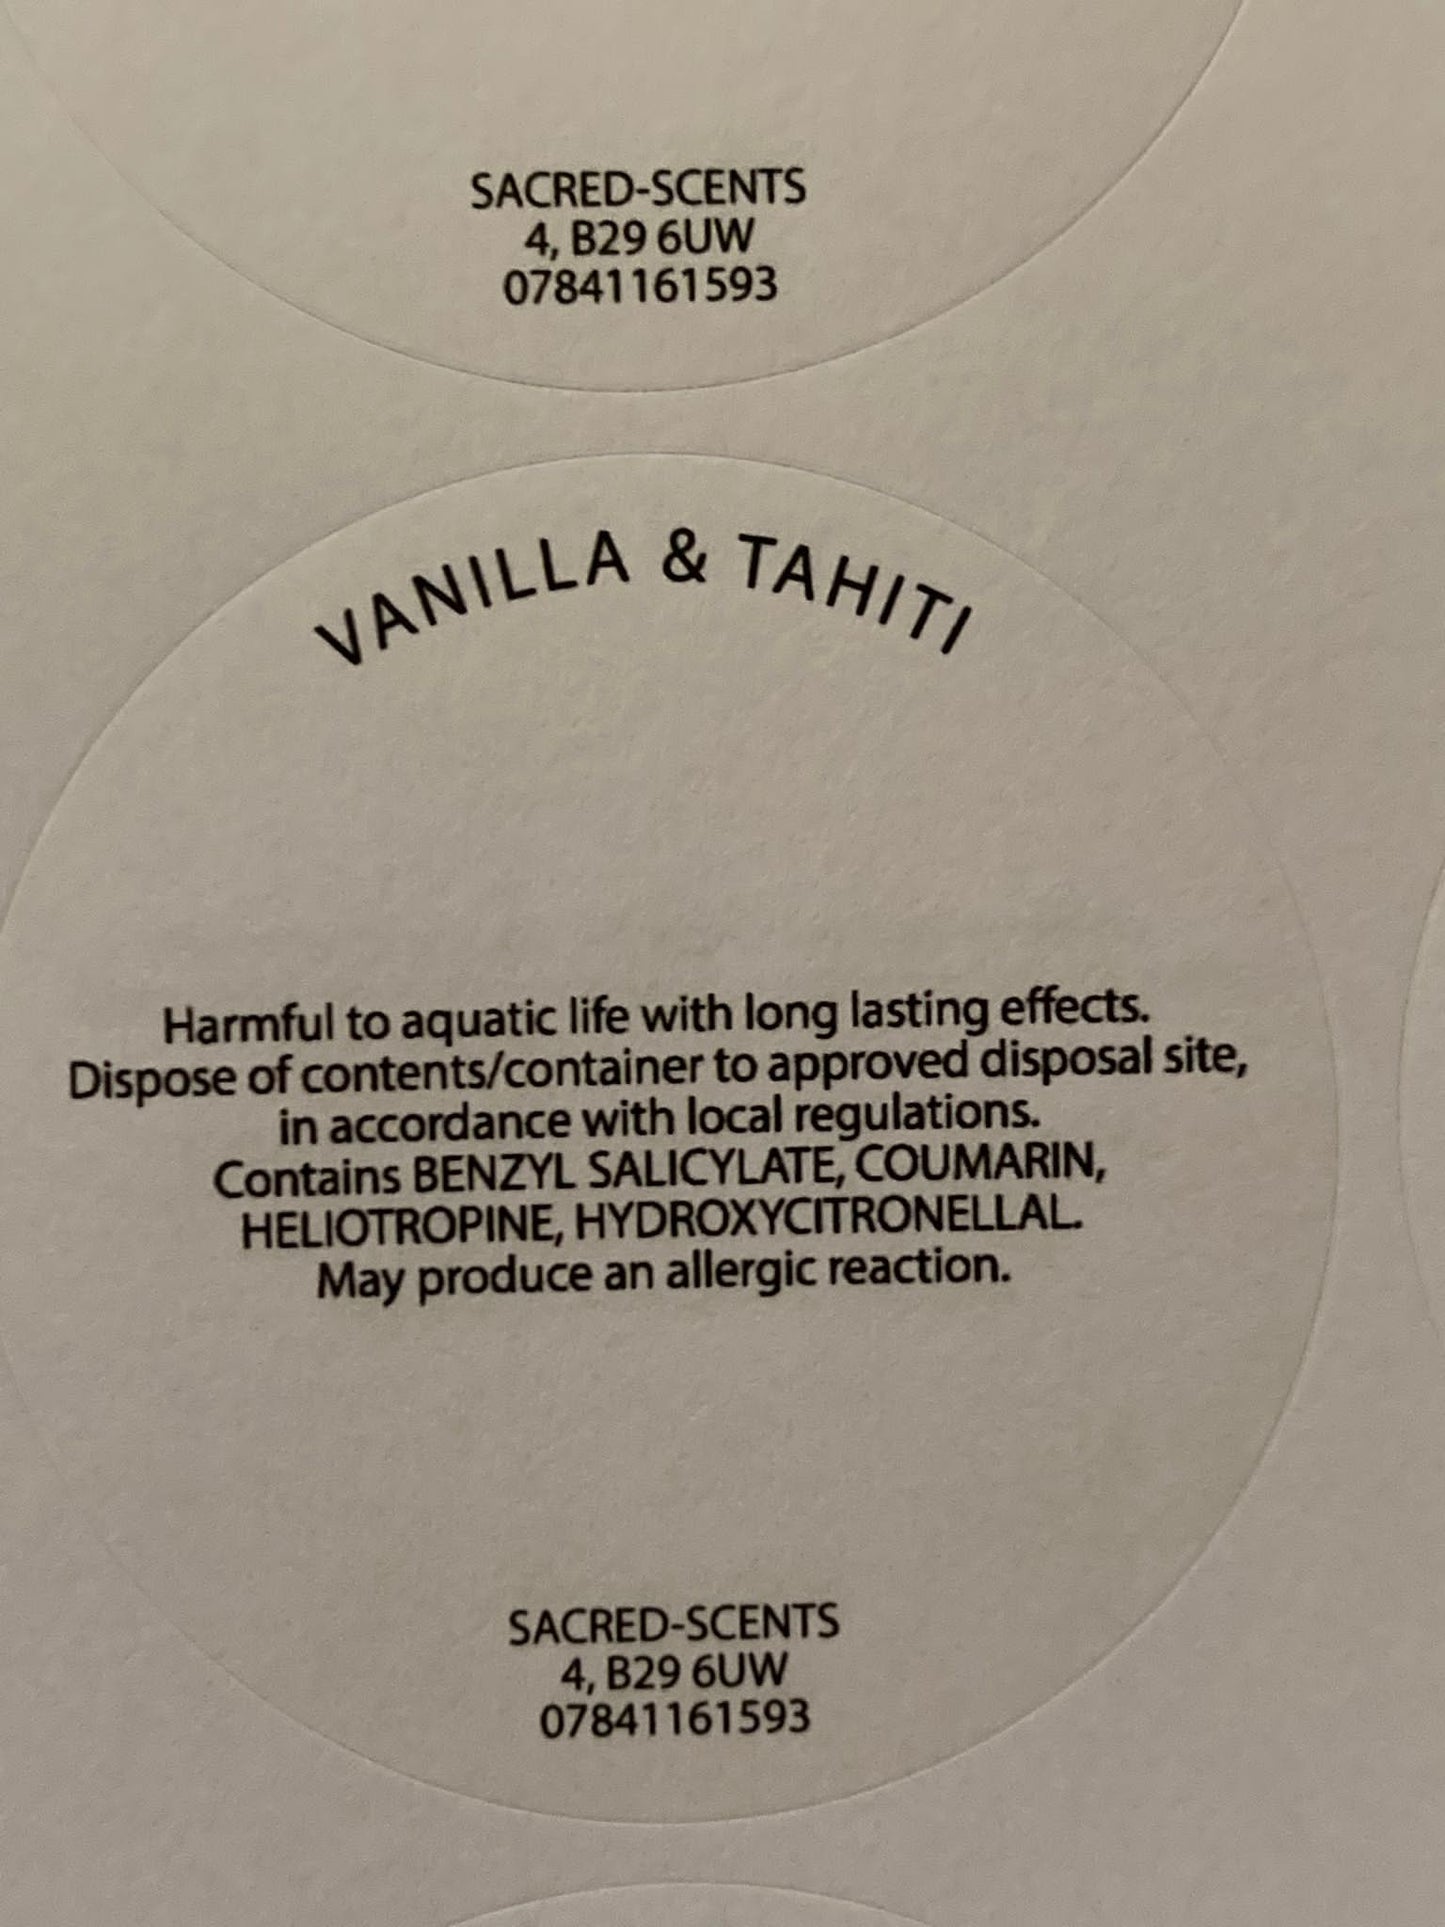 SACRED-SCENTS
4, B29 6UW
07841161593
VANILLA & TAHITI
Harmful to aquatic life with long lasting effects.
Dispose of contents/container to approved disposal site,
in accordance with local regulations.
Contains BENZYL SALICYLATE, COUMARIN,
HELIOTROPINE, HYDROXYCITRONELLAL.
May produce an allergic reaction.
SACRED-SCENTS
4, B29 6UW
07841161593